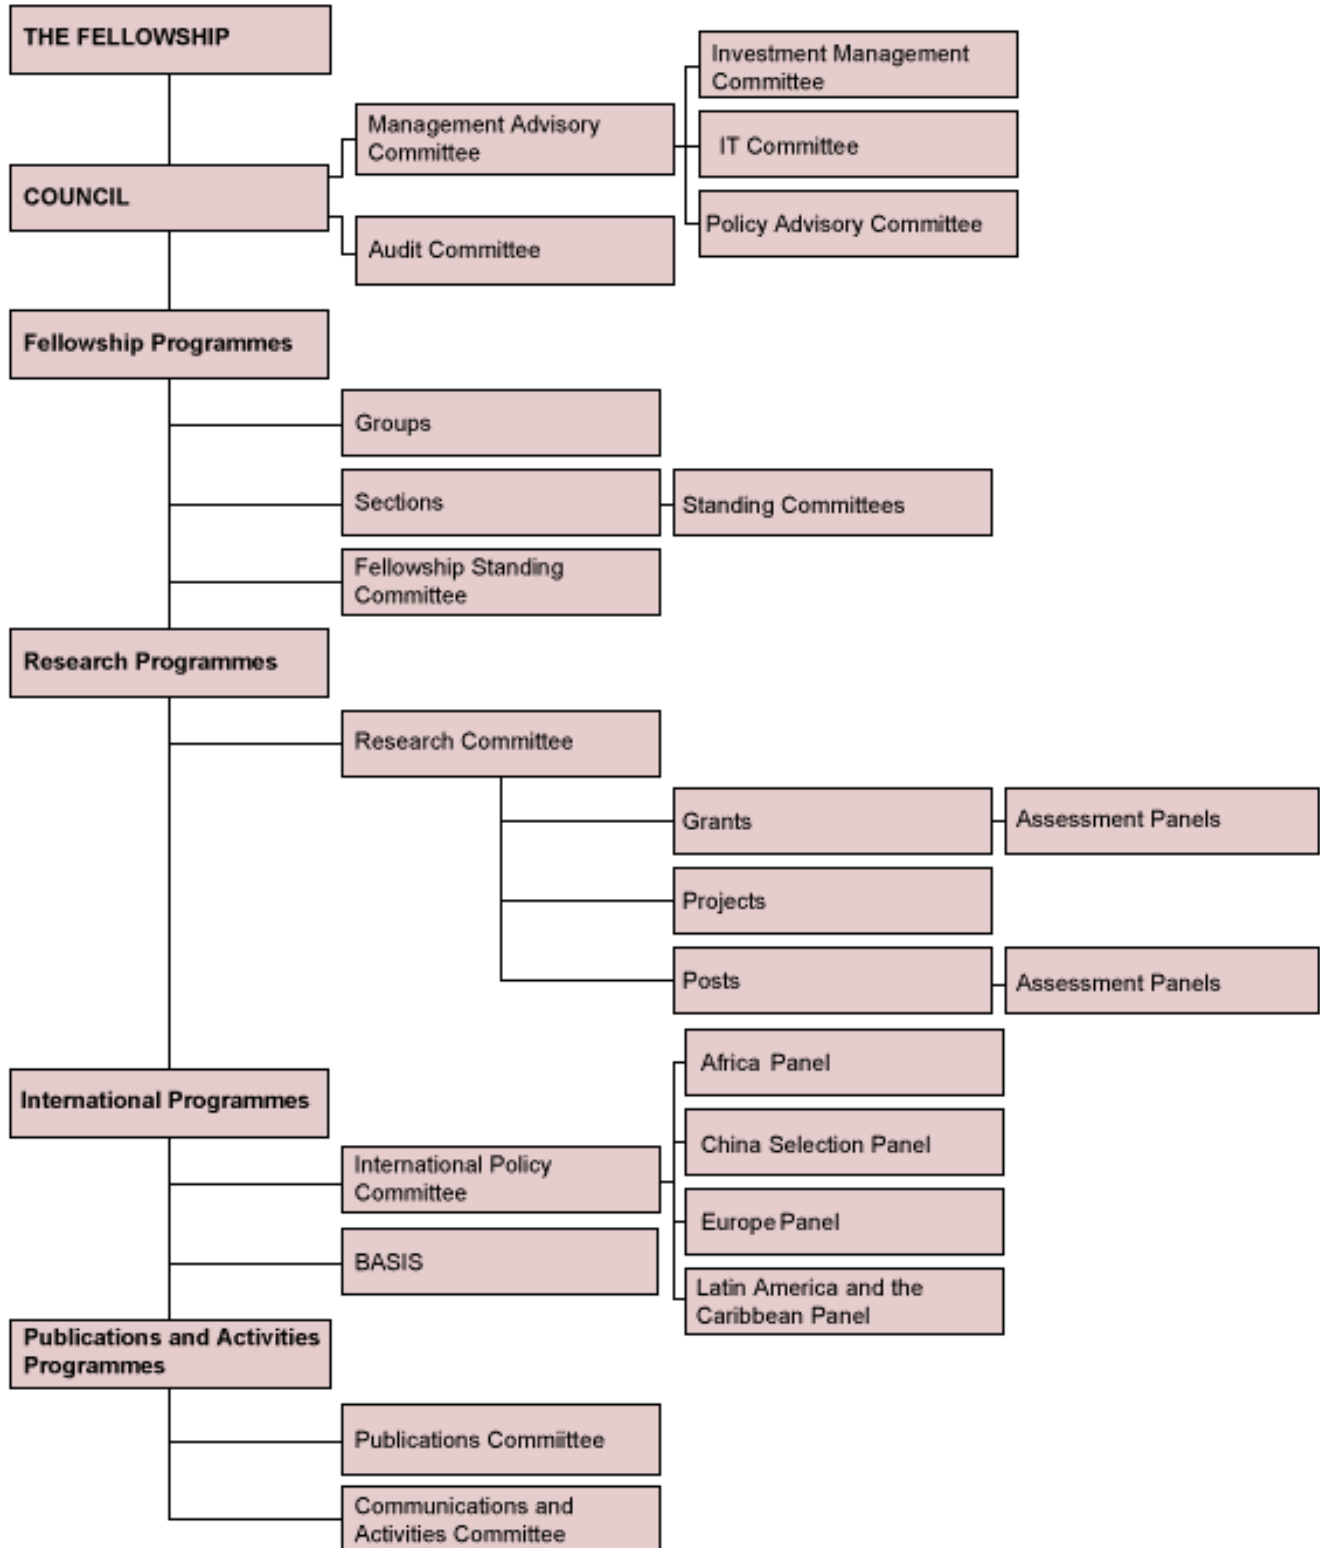 THE FELLOWSHIP
Investment Management
Committee
Management Advisory
Committee
IT Committee
COUNCIL
Policy Advisory Committee
Audit Committee
Fellowship Programmes
Groups
Sections
Standing Committees
Fellowship Standing
Committee
Research Programmes
Research Committee
Grants
Assessment Panels
Projects
Posts
Assessment Panels
Africa Panel
International Programmes
China Selection Panel
International Policy
Committee
Europe Panel
BASIS
Latin America and the
Caribbean Panel
Publications and Activities
Programmes
Publications Commiittee
Communications and
Activities Committee